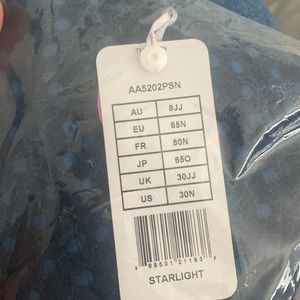 AA5202PSN
AU 8JJ
EU 65N
FR 80N
JP 65O
UK 30JJ
US 30N
STARLIGHT